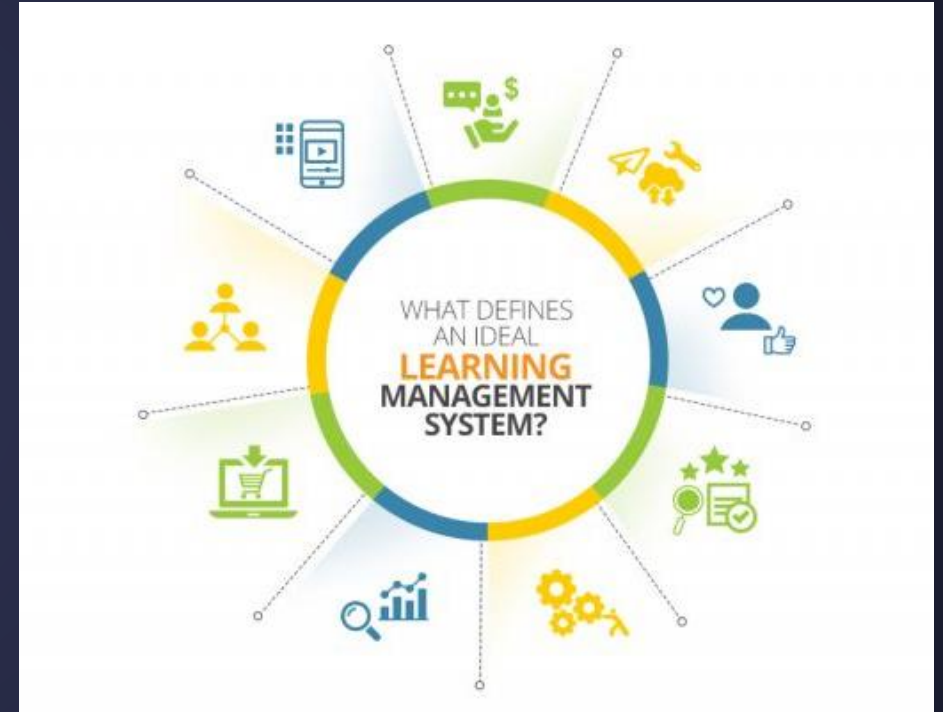 $
WHAT DEFINES
AN IDEAL
LEARNING
MANAGEMENT
SYSTEM?